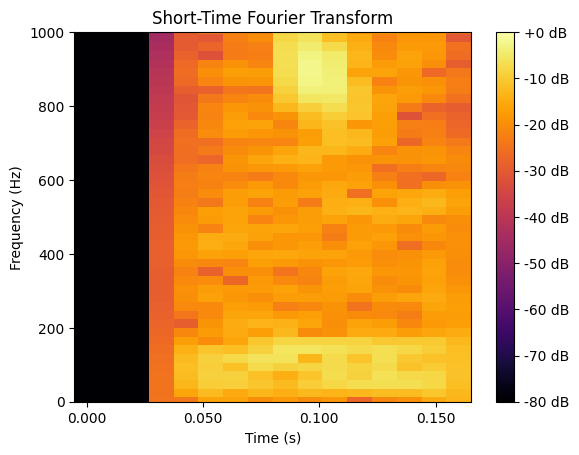 Short-Time Fourier Transform
1000
800
600
400
200
0
Frequency (Hz)
0.000
0.050
0.100
0.150
Time (s)
+0 dB
-10 dB
-20 dB
-30 dB
-40 dB
-50 dB
-60 dB
-70 dB
-80 dB